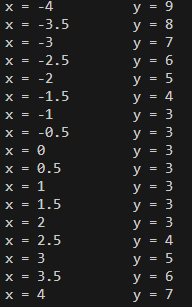 x = -4 y = 9
x = -3.5 y = 8
x = -3 y = 7
x = -2.5 y = 6
x = -2 y = 5
x = -1.5 y = 4
x = -1 y = 3
x = -0.5 y = 3
x = 0 y = 3
x = 0.5 y = 3
x = 1 y = 3
x = 1.5 y = 3
x = 2 y = 3
x = 2.5 y = 4
x = 3 y = 5
x = 3.5 y = 6
x = 4 y = 7